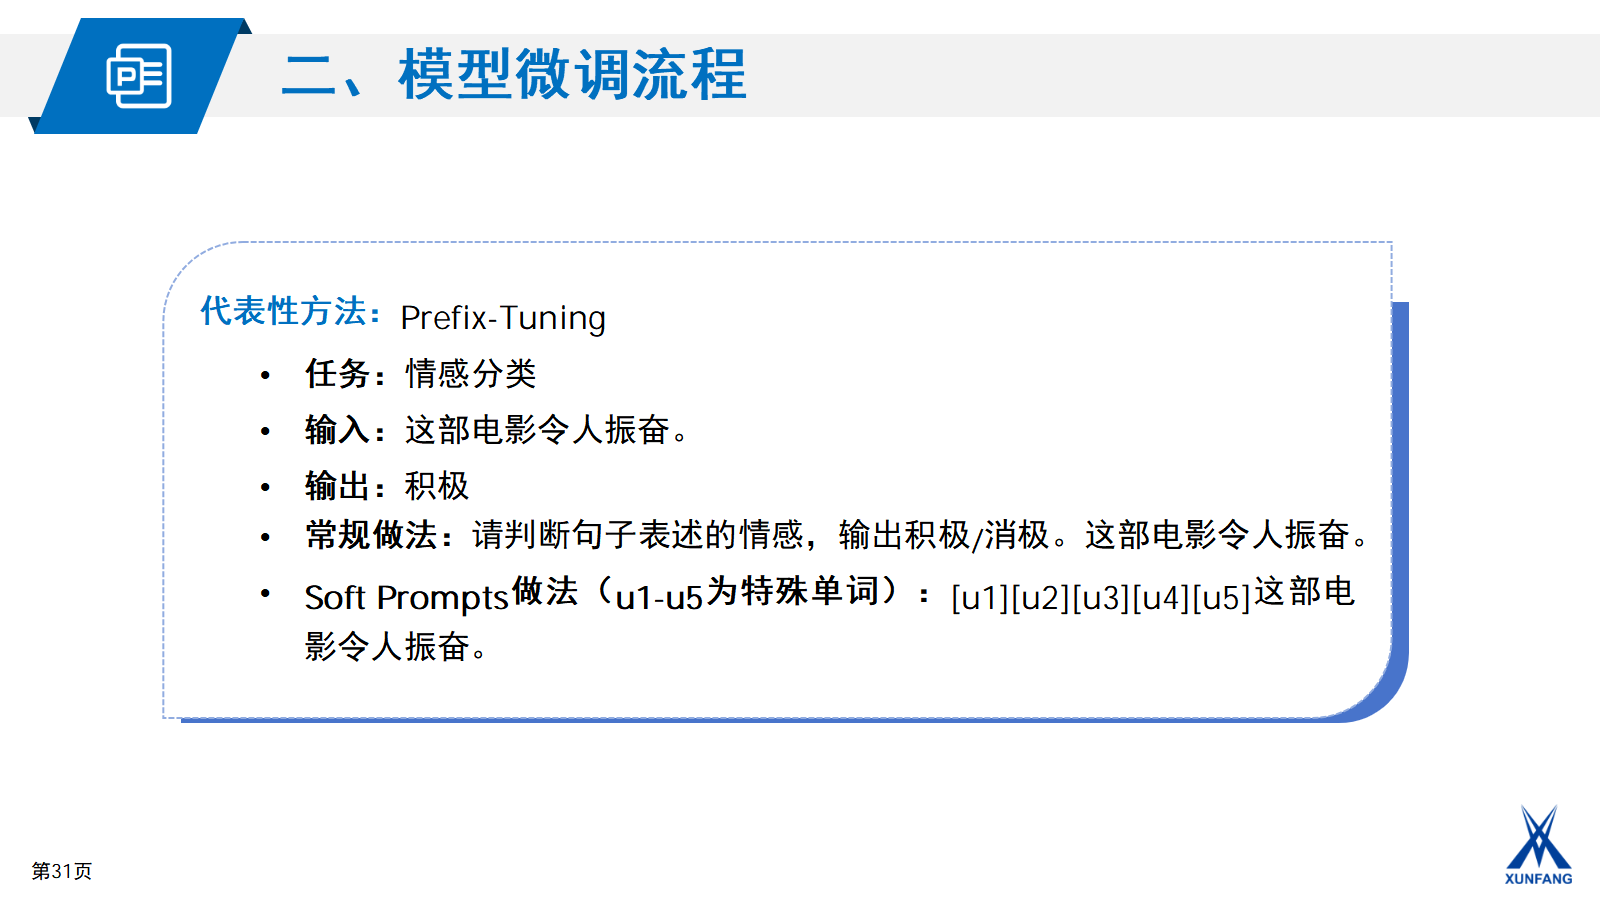 二、模型微调流程
代表性方法：Prefix-Tuning
• 任务：情感分类
• 输入：这部电影令人振奋。
• 输出：积极
• 常规做法：请判断句子表述的情感，输出积极/消极。这部电影令人振奋。
• Soft Prompts做法（u1-u5为特殊单词）：[u1][u2][u3][u4][u5]这部电
影令人振奋。
第31页
XUNFANG